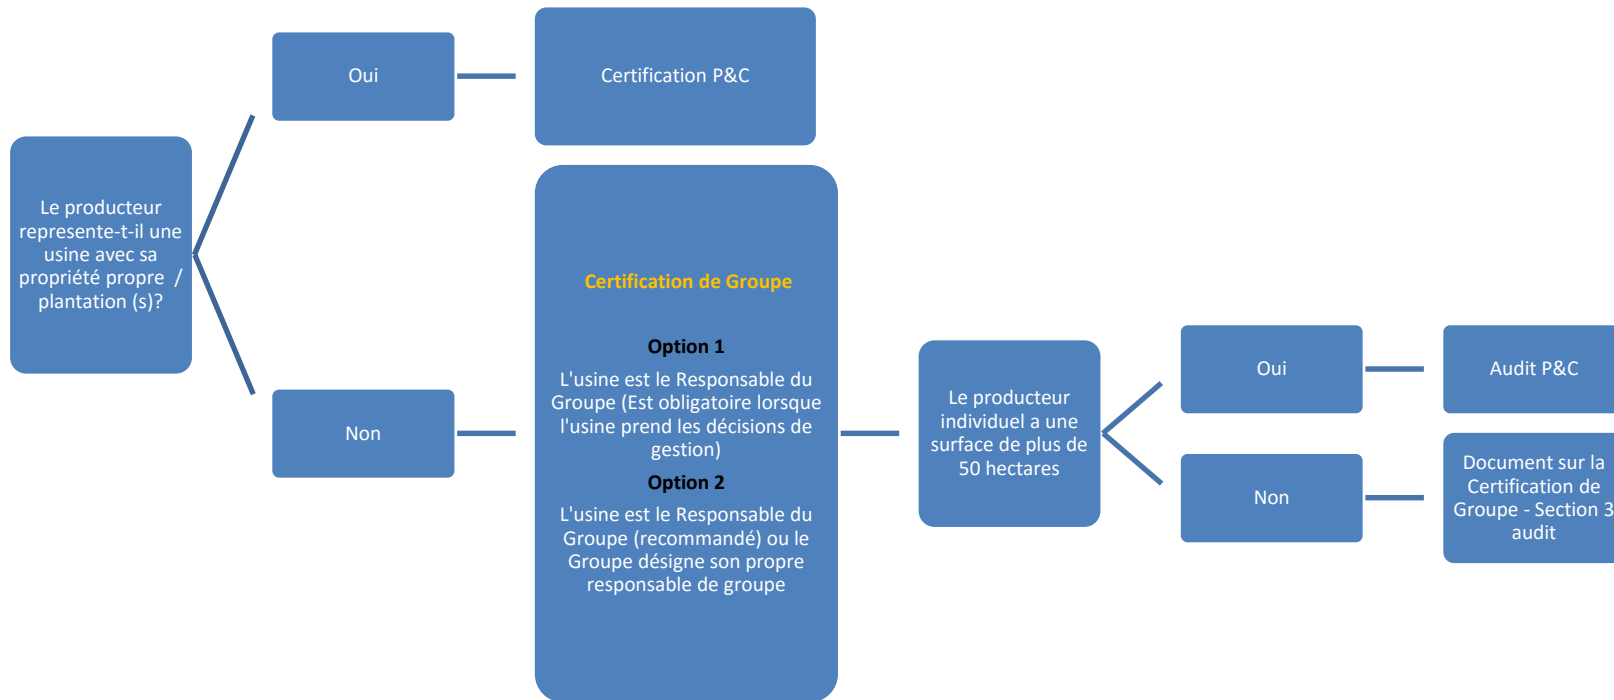 Le producteur
represente-t-il une
usine avec sa
propriété propre  /
plantation (s)?
Oui
Certification P&C
Non
Certification de Groupe
Option 1
L'usine est le Responsable du
Groupe (Est obligatoire lorsque
l'usine prend les décisions de
gestion)
Option 2
L'usine est le Responsable du
Groupe (recommandé) ou le
Groupe désigne son propre
responsable de groupe
Le producteur
individuel a une
surface de plus de
50 hectares
Oui
Audit P&C
Non
Document sur la
Certification de
Groupe - Section 3
audit